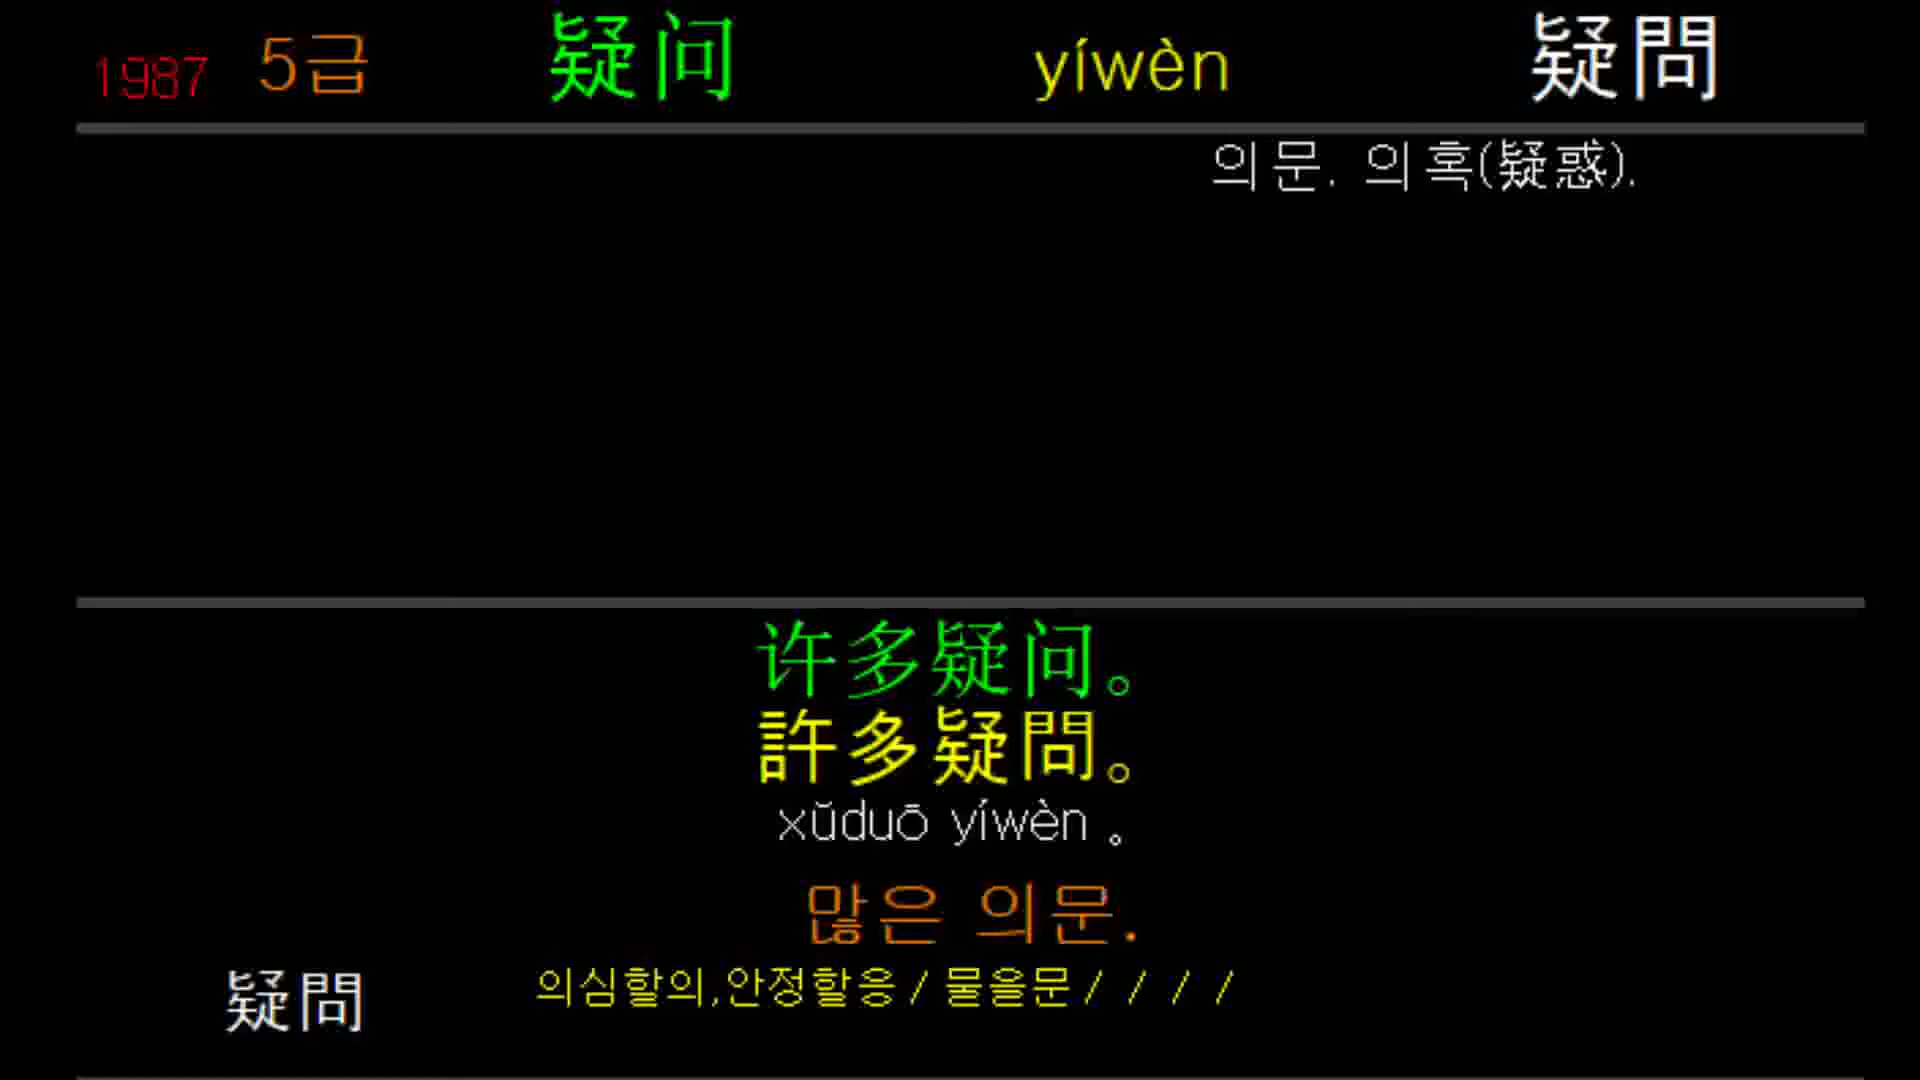 1987 5급 疑问 yíwèn 疑問
의문. 의혹(疑惑).
许多疑问。
許多疑問。
xŭduō yíwèn 。
많은 의문.
疑問 의심할의,안정할응 / 물을문 / / / /